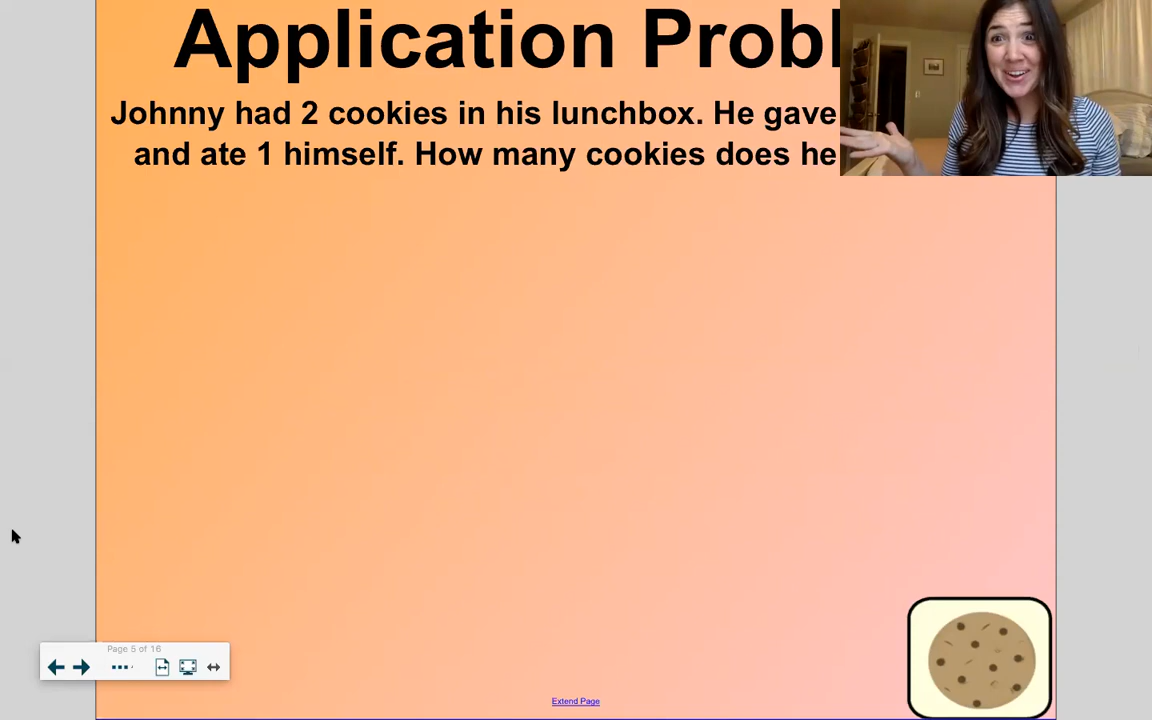 Application Probl
Johnny had 2 cookies in his lunchbox. He gave
and ate 1 himself. How many cookies does he
Page 5 of 16
Extend Page